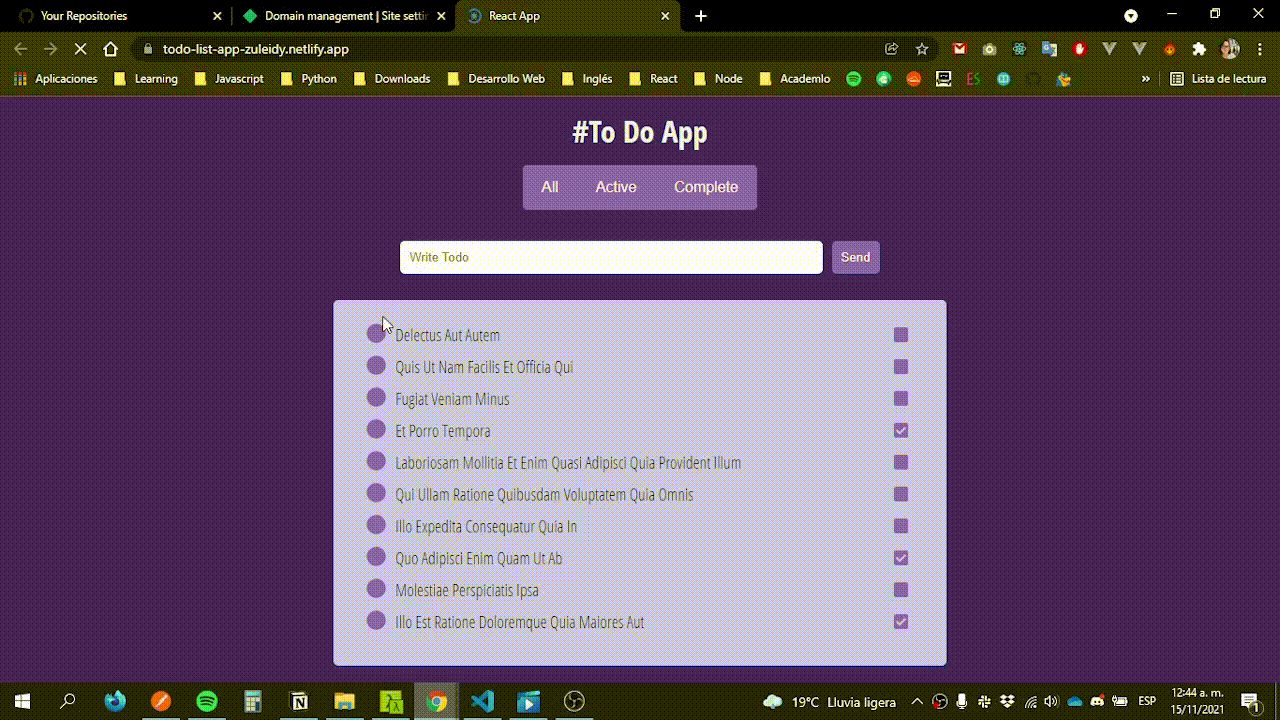 Your Repositories
Domain management | Site settin
React App
todo-list-app-zuleidy.netlify.app
Aplicaciones Learning Javascript Python Downloads Desarrollo Web Inglés React Node Academlo ES » Lista de lectura
#To Do App
All Active Complete
Write Todo Send
Delectus Aut Autem
Quis Ut Nam Facilis Et Officia Qui
Fugiat Veniam Minus
Et Porro Tempora
Laboriosam Mollitia Et Enim Quasi Adipisci Quia Provident Illum
Qui Ullam Ratione Quibusdam Voluptatem Quia Omnis
Illo Expedita Consequatur Quia In
Quo Adipisci Enim Quam Ut Ab
Molestiae Perspiciatis Ipsa
Illo Est Ratione Doloremque Quia Maiores Aut
19°C Lluvia ligera ESP 12:44 a. m.
15/11/2021 1